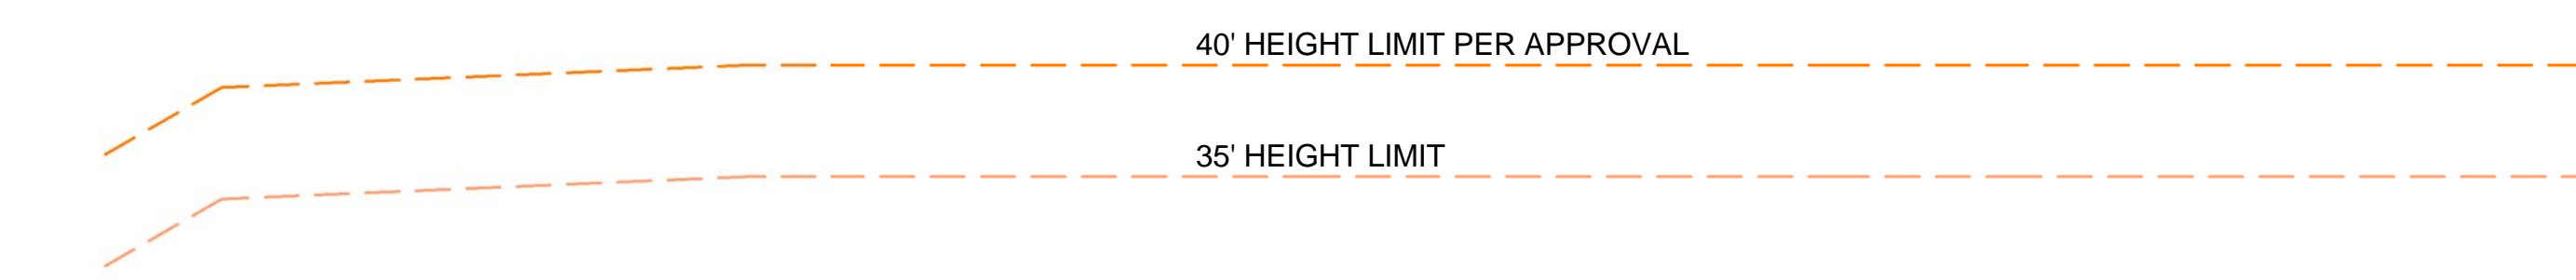 40' HEIGHT LIMIT PER APPROVAL
35' HEIGHT LIMIT